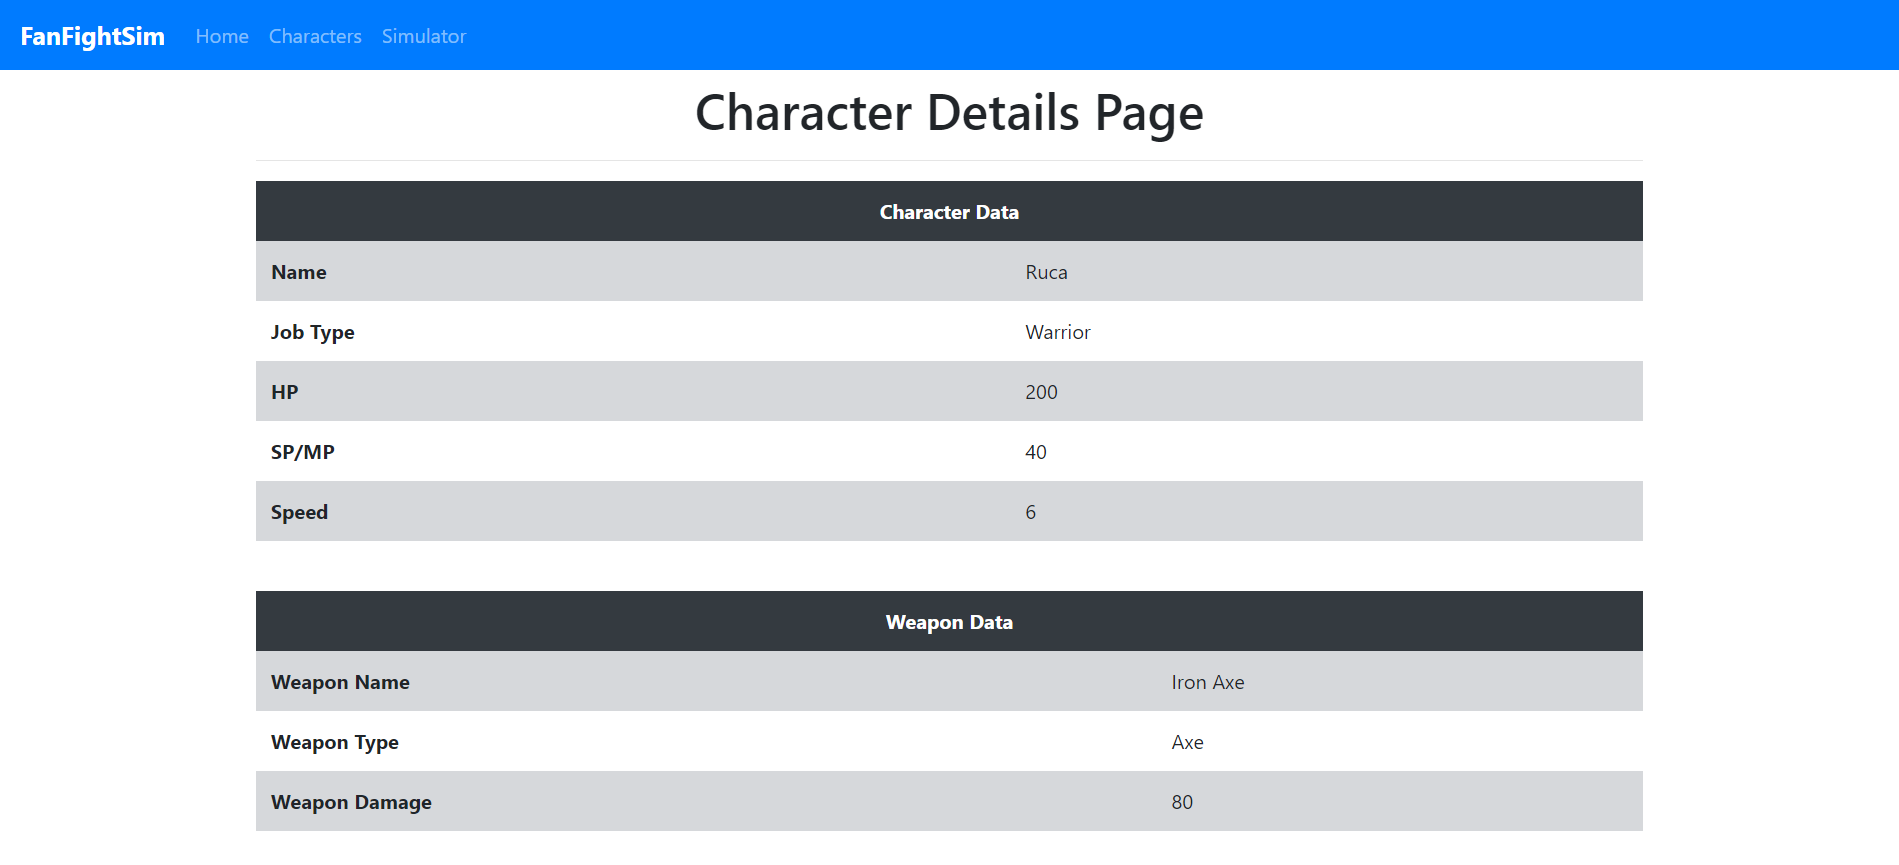 FanFightSim Home Characters Simulator
Character Details Page
Character Data
Name Ruca
Job Type Warrior
HP 200
SP/MP 40
Speed 6
Weapon Data
Weapon Name Iron Axe
Weapon Type Axe
Weapon Damage 80